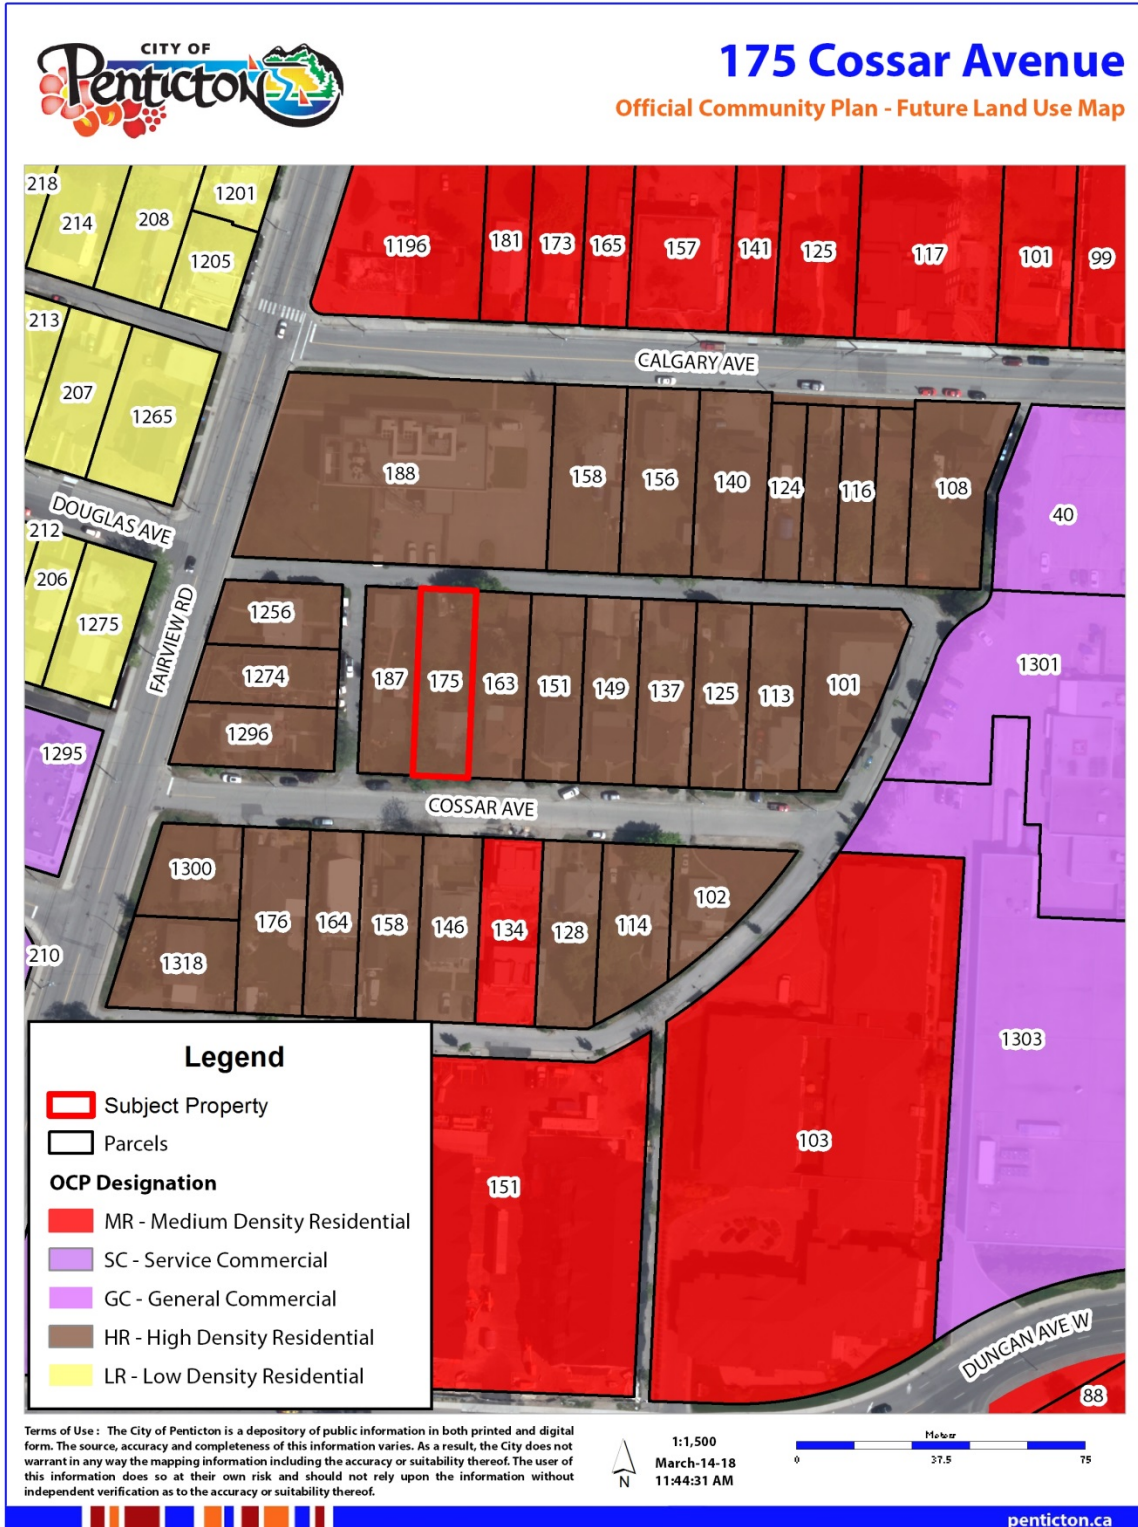 CITY OF
Penticton
175 Cossar Avenue
Official Community Plan - Future Land Use Map
218
214
208
1201
1205
1196
181
173
165
157
141
125
117
101
99
213
207
1265
CALGARY AVE
188
158
156
140
124
116
108
40
DOUGLAS AVE
212
206
1275
FAIRVIEW RD
1256
1274
1296
187
175
163
151
149
137
125
113
101
1301
1295
COSSAR AVE
1300
176
164
158
146
134
128
114
102
1318
210
1303
103
151
DUNCAN AVE W
88
Legend
Subject Property
Parcels
OCP Designation
MR - Medium Density Residential
SC - Service Commercial
GC - General Commercial
HR - High Density Residential
LR - Low Density Residential
Terms of Use : The City of Penticton is a depository of public information in both printed and digital
form. The source, accuracy and completeness of this information varies. As a result, the City does not
warrant in any way the mapping information including the accuracy or suitability thereof. The user of
this information does so at their own risk and should not rely upon the information without
independent verification as to the accuracy or suitability thereof.
N
1:1,500
March-14-18
11:44:31 AM
Meters
0 37.5 75
penticton.ca